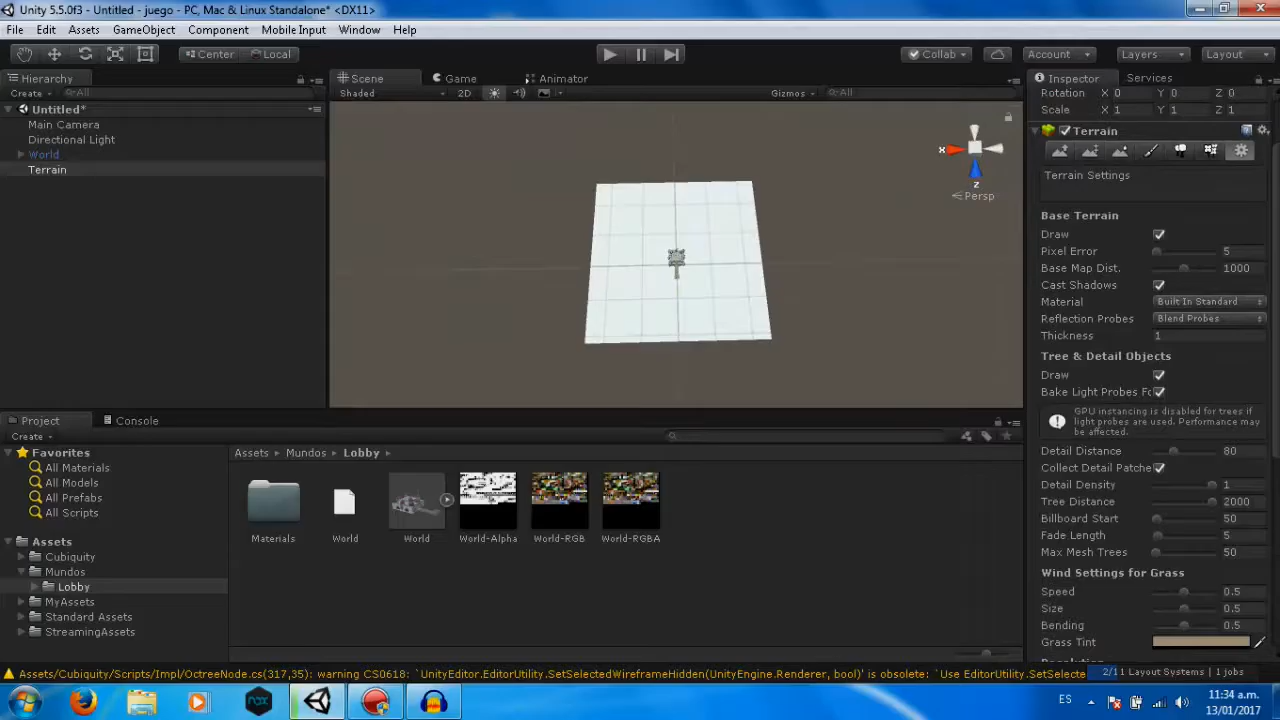 Unity 5.5.0f3 - Untitled - juego - PC, Mac & Linux Standalone* <DX11>
File Edit Assets GameObject Component Mobile Input Window Help
Center Local Collab Account Layers Layout
Hierarchy Scene Game Animator Inspector Services
Create All Shaded 2D Gizmos All
Rotation X 0 Y 0 Z 0
Scale X 1 Y 1 Z 1
Untitled*
Main Camera
Directional Light
World
Terrain
x
z
Persp
Terrain
Terrain Settings
Base Terrain
Draw
Pixel Error 5
Base Map Dist. 1000
Cast Shadows
Material Built In Standard
Reflection Probes Blend Probes
Thickness 1
Tree & Detail Objects
Draw
Bake Light Probes Fo
GPU instancing is disabled for trees if
light probes are used. Performance may
be affected.
Detail Distance 80
Collect Detail Patche
Detail Density 1
Tree Distance 2000
Billboard Start 50
Fade Length 5
Max Mesh Trees 50
Wind Settings for Grass
Speed 0.5
Size 0.5
Bending 0.5
Grass Tint
Project Console
Create
Favorites
All Materials
All Models
All Prefabs
All Scripts
Assets
Cubiquity
Mundos
Lobby
MyAssets
Standard Assets
StreamingAssets
Assets Mundos Lobby
Materials World World World-Alpha World-RGB World-RGBA
Assets/Cubiquity/Scripts/Impl/OctreeNode.cs(317,35): warning CS0618: `UnityEditor.EditorUtility.SetSelectedWireframeHidden(UnityEngine.Renderer, bool)' is obsolete: `Use EditorUtility.SetSelecte
2/11 Layout Systems | 1 jobs
nox
ES
11:34 a.m.
13/01/2017